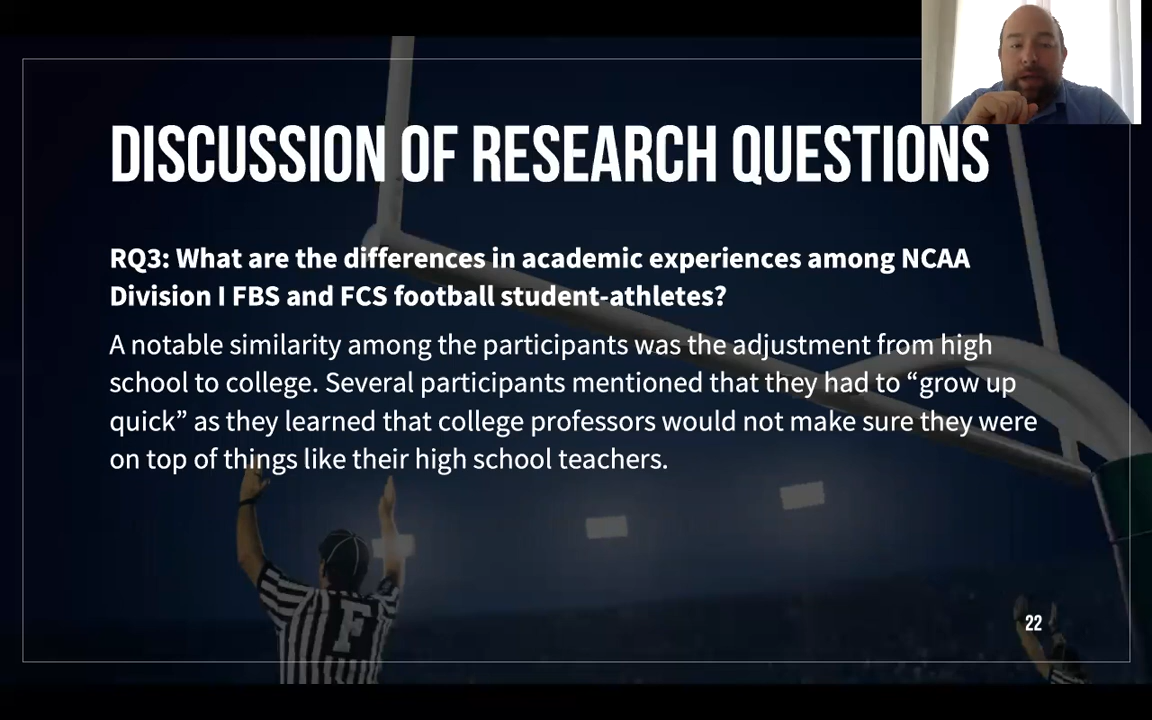 DISCUSSION OF RESEARCH QUESTIONS
RQ3: What are the differences in academic experiences among NCAA
Division I FBS and FCS football student-athletes?
A notable similarity among the participants was the adjustment from high
school to college. Several participants mentioned that they had to “grow up
quick” as they learned that college professors would not make sure they were
on top of things like their high school teachers.
F
22